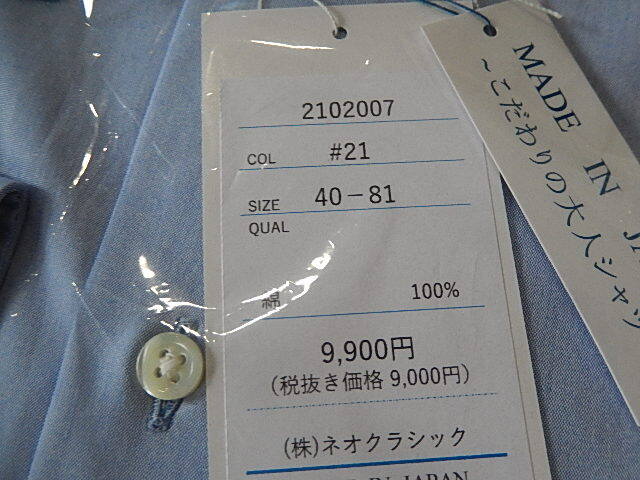 2102007
COL #21
SIZE 40-81
QUAL
綿 100%
9,900円
(税抜き価格 9,000円)
(株)ネオクラシック
JAPAN
MADE IN
~こだわりの大人シャツ